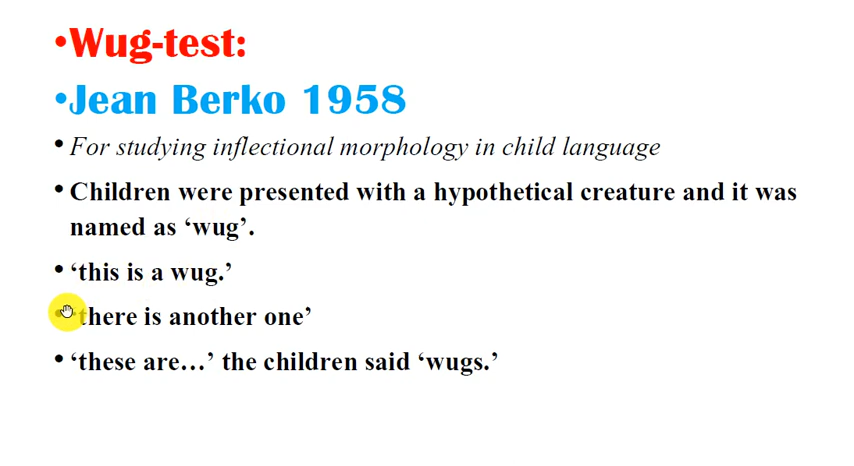 •Wug-test:
•Jean Berko 1958
• For studying inflectional morphology in child language
• Children were presented with a hypothetical creature and it was
named as ‘wug’.
• ‘this is a wug.’
• ‘there is another one’
• ‘these are…’ the children said ‘wugs.’